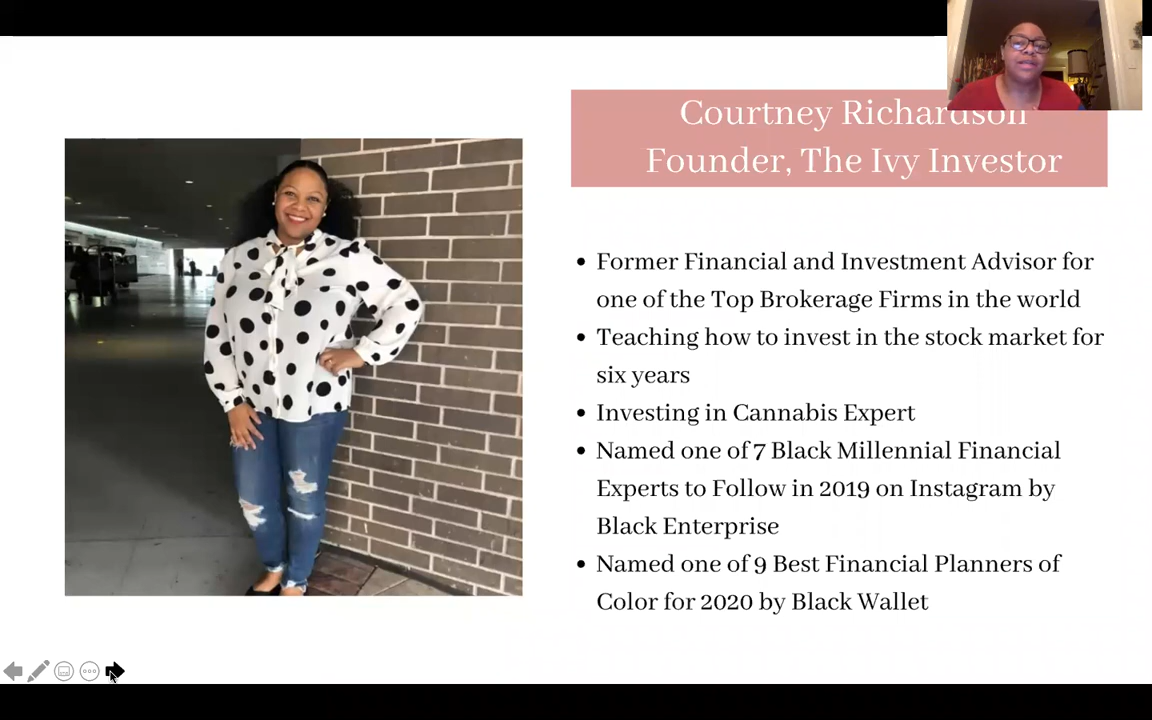 Courtney Richardson
Founder, The Ivy Investor
Former Financial and Investment Advisor for
one of the Top Brokerage Firms in the world
Teaching how to invest in the stock market for
six years
Investing in Cannabis Expert
Named one of 7 Black Millennial Financial
Experts to Follow in 2019 on Instagram by
Black Enterprise
Named one of 9 Best Financial Planners of
Color for 2020 by Black Wallet